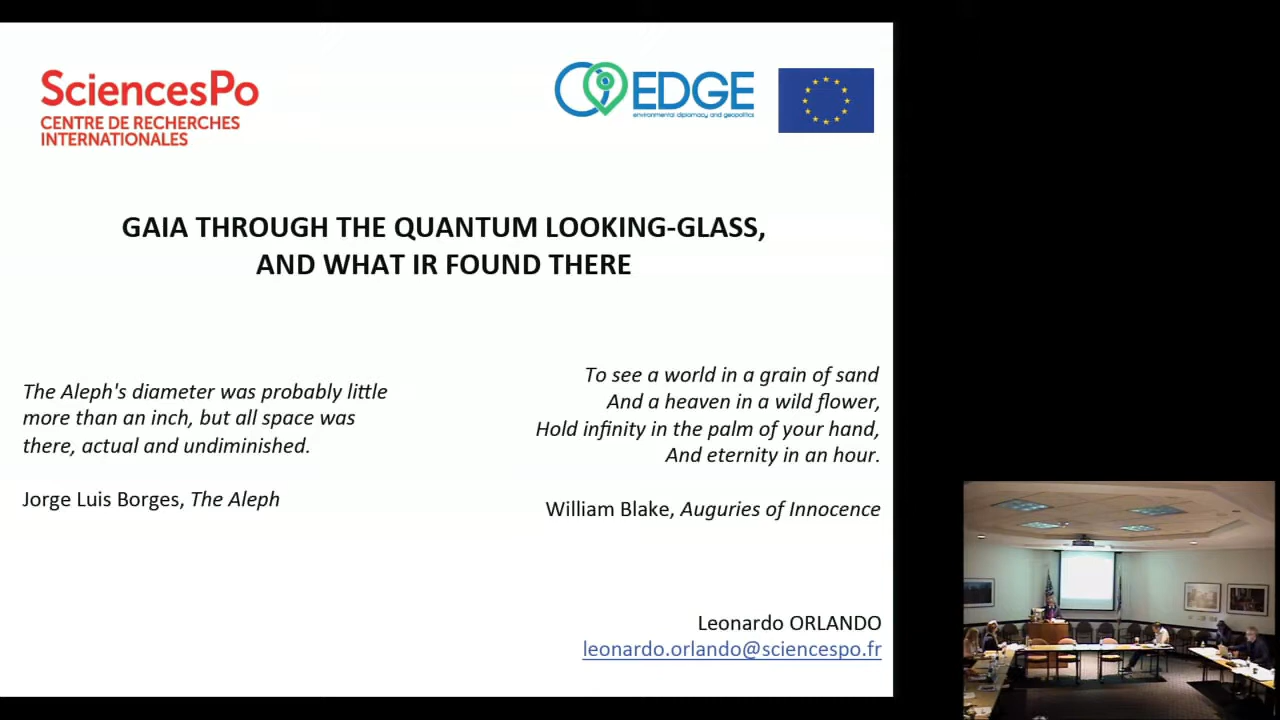 SciencesPo
CENTRE DE RECHERCHES
INTERNATIONALES
EDGE
environmental diplomacy and geopolitics
GAIA THROUGH THE QUANTUM LOOKING-GLASS,
AND WHAT IR FOUND THERE
The Aleph's diameter was probably little
more than an inch, but all space was
there, actual and undiminished.
Jorge Luis Borges, The Aleph
To see a world in a grain of sand
And a heaven in a wild flower,
Hold infinity in the palm of your hand,
And eternity in an hour.
William Blake, Auguries of Innocence
Leonardo ORLANDO
leonardo.orlando@sciencespo.fr